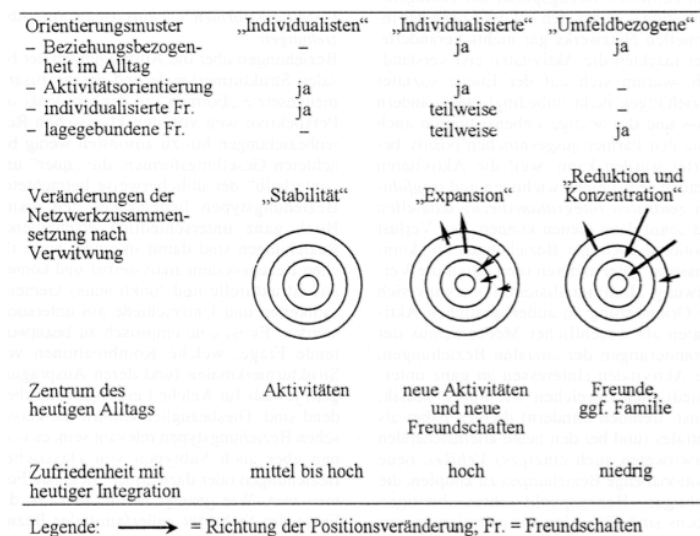 Orientierungsmuster „Individualisten“ „Individualisierte“ „Umfeldbezogene“
– Beziehungsbezogen- – ja ja
heit im Alltag
– Aktivitätsorientierung ja ja –
– individualisierte Fr. ja teilweise –
– lagegebundene Fr. – teilweise ja
Veränderungen der „Stabilität“ „Expansion“ „Reduktion und
Netzwerkzusammen- Konzentration“
setzung nach
Verwitwung
Zentrum des Aktivitäten neue Aktivitäten Freunde,
heutigen Alltags und neue ggf. Familie
Freundschaften
Zufriedenheit mit mittel bis hoch hoch niedrig
heutiger Integration
Legende: = Richtung der Positionsveränderung; Fr. = Freundschaften